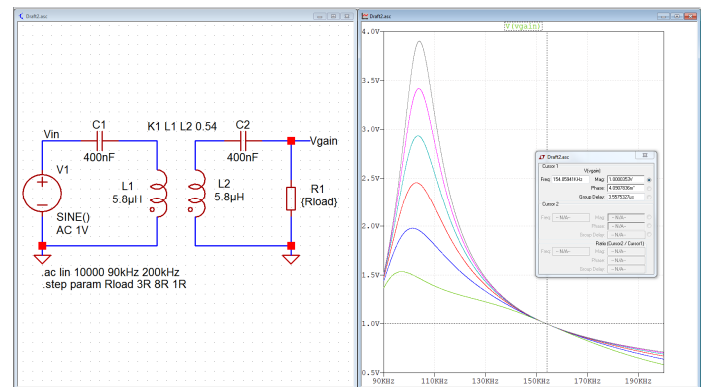 Draft2.asc
Vin
C1
400nF
K1 L1 L2 0.54
C2
400nF
Vgain
V1
SINE()
AC 1V
L1
5.8µH
L2
5.8µH
R1
{Rload}
.ac lin 10000 90kHz 200kHz
.step param Rload 3R 8R 1R
Draft2.asc
V(vgain)
4.0V
3.5V
3.0V
2.5V
2.0V
1.5V
1.0V
0.5V
90KHz 110KHz 130KHz 150KHz 170KHz 190KHz
Draft2.asc
Cursor 1
V(vgain)
Freq: Mag:
Phase:
Group Delay:
Cursor 2
Freq: -- N/A-- Mag: -- N/A--
Phase: -- N/A--
Group Delay: -- N/A--
Ratio (Cursor2 / Cursor1)
Freq: -- N/A-- Mag: -- N/A--
Phase: -- N/A--
Group Delay: -- N/A--